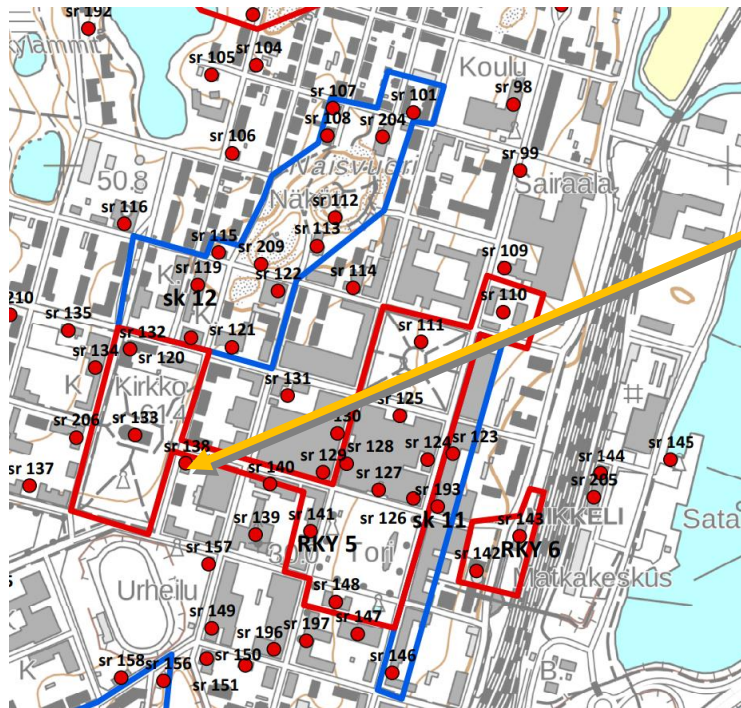 sr 192
kylammit
sr 104
sr 105
Koulu
sr 107
sr 101
sr 98
sr 108
sr 204
sr 106
Naisvuori
sr 99
50.8
Sairaala
Näkö
sr 112
sr 116
sr 113
sr 115
sr 209
sr 109
K.
sr 119
sr 122
sr 114
sk 12
sr 110
210
sr 135
K.
sr 132
sr 121
sr 111
sr 134
sr 120
K
Kirkko
sr 131
614
sr 125
sr 133
130
sr 206
sr 138
sr 128
sr 124
sr 123
sr 144
sr 145
sr 129
sr 137
sr 140
sr 127
sr 205
sr 193
sr 126
sk 11
sr 139
sr 141
sr 143
MIKKELI
Sata
RKY 5
Tori
RKY 6
sr 157
sr 142
Urheilu
Matkakeskus
sr 148
sr 149
sr 147
sr 196
sr 197
K
sr 158
sr 156
sr 150
sr 146
B.
sr 151